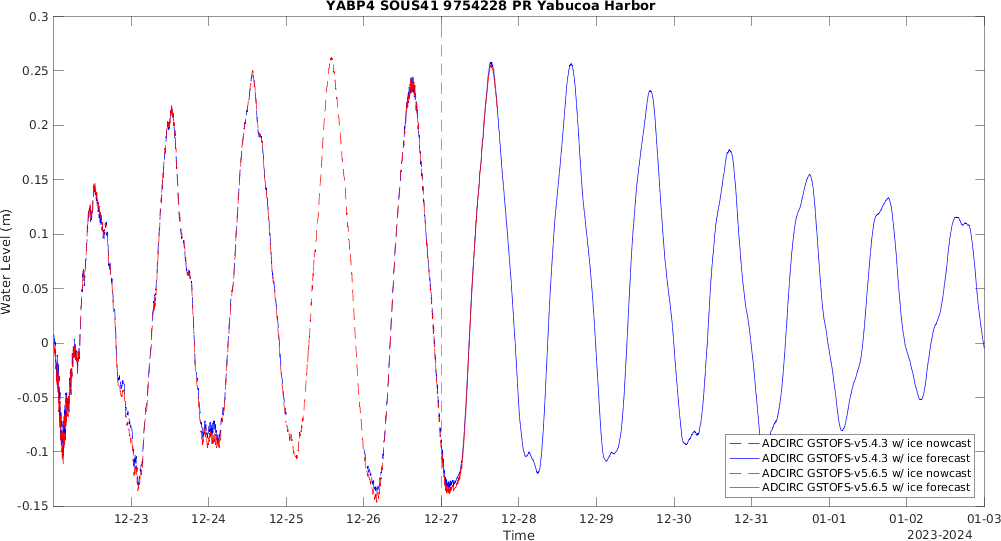 YABP4 SOUS41 9754228 PR Yabucoa Harbor
0.3
0.25
0.2
0.15
0.1
0.05
0
-0.05
-0.1
-0.15
Water Level (m)
ADCIRC GSTOFS-v5.4.3 w/ ice nowcast
ADCIRC GSTOFS-v5.4.3 w/ ice forecast
ADCIRC GSTOFS-v5.6.5 w/ ice nowcast
ADCIRC GSTOFS-v5.6.5 w/ ice forecast
12-23 12-24 12-25 12-26 12-27 12-28 12-29 12-30 12-31 01-01 01-02 01-03
Time
2023-2024